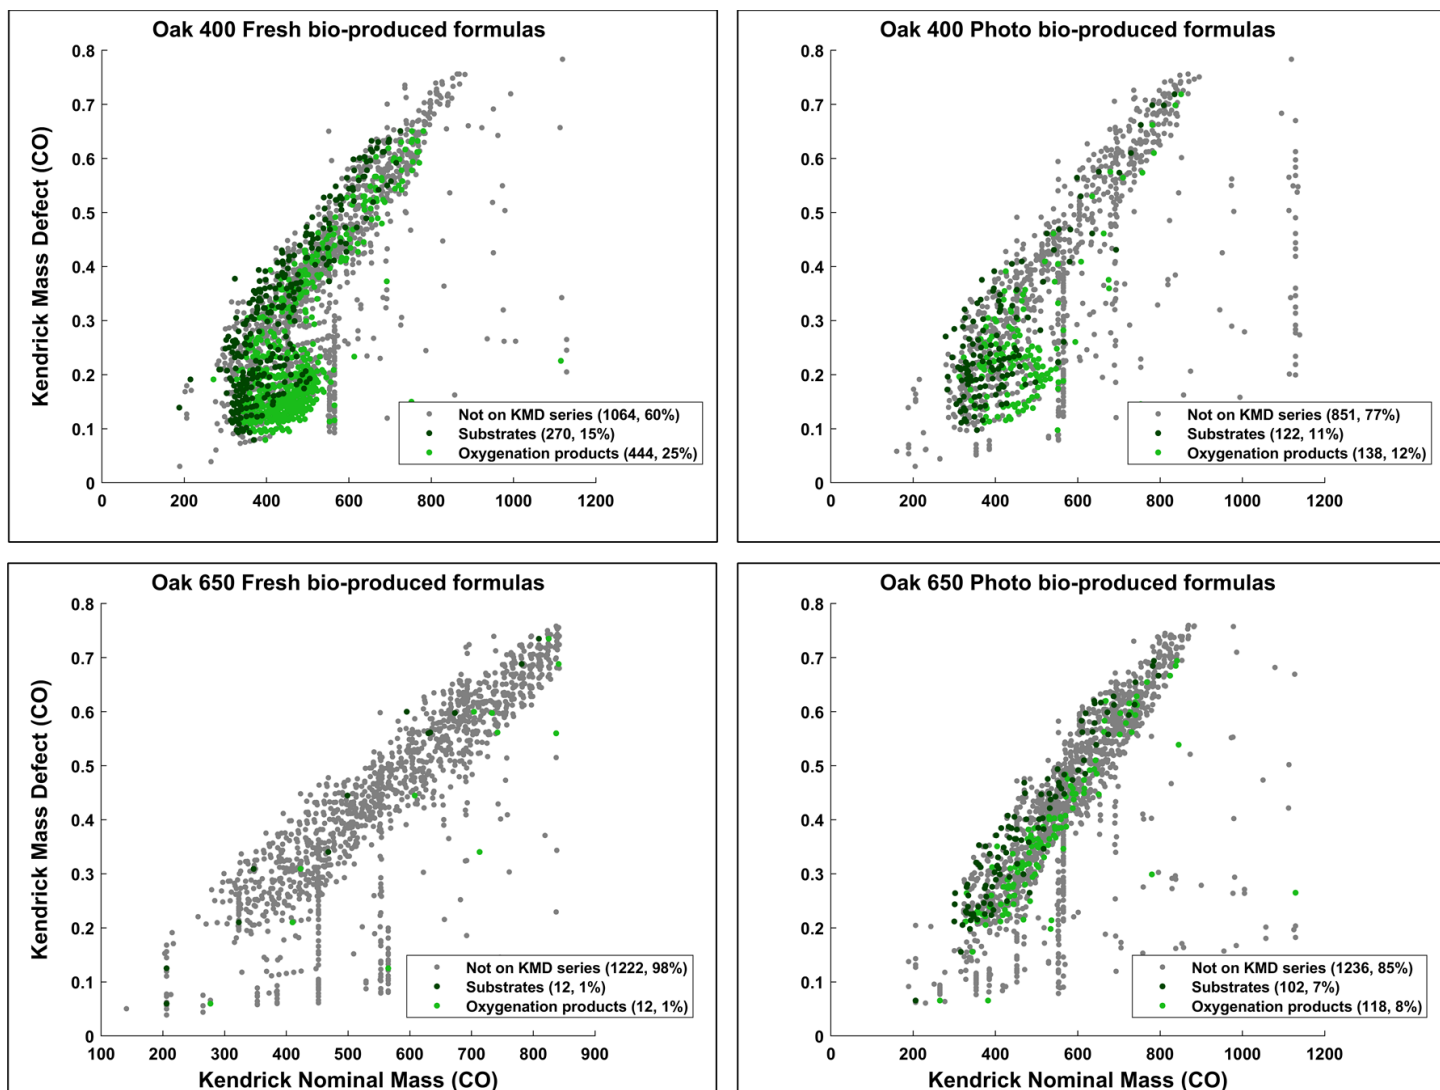 Oak 400 Fresh bio-produced formulas
Kendrick Mass Defect (CO)
0.8
0.7
0.6
0.5
0.4
0.3
0.2
0.1
0
Not on KMD series (1064, 60%)
Substrates (270, 15%)
Oxygenation products (444, 25%)
0 200 400 600 800 1000 1200
Oak 400 Photo bio-produced formulas
0.8
0.7
0.6
0.5
0.4
0.3
0.2
0.1
0
Not on KMD series (851, 77%)
Substrates (122, 11%)
Oxygenation products (138, 12%)
0 200 400 600 800 1000 1200
Oak 650 Fresh bio-produced formulas
Kendrick Mass Defect (CO)
0.8
0.7
0.6
0.5
0.4
0.3
0.2
0.1
0
Not on KMD series (1222, 98%)
Substrates (12, 1%)
Oxygenation products (12, 1%)
100 200 300 400 500 600 700 800 900
Kendrick Nominal Mass (CO)
Oak 650 Photo bio-produced formulas
0.8
0.7
0.6
0.5
0.4
0.3
0.2
0.1
0
Not on KMD series (1236, 85%)
Substrates (102, 7%)
Oxygenation products (118, 8%)
0 200 400 600 800 1000 1200
Kendrick Nominal Mass (CO)